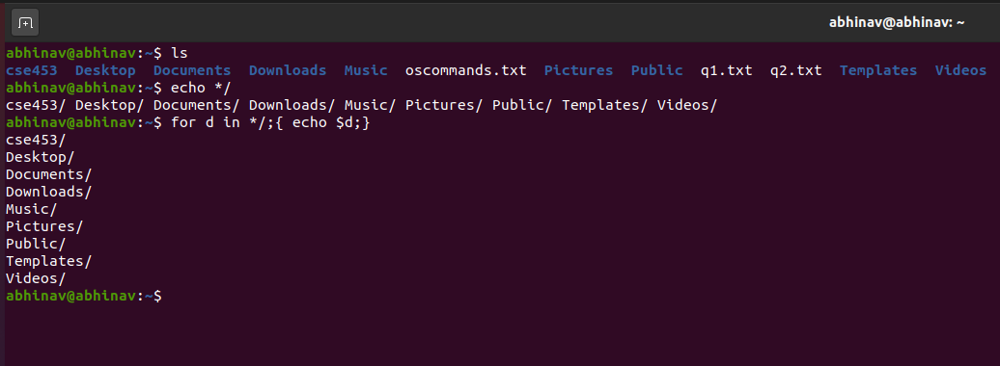 abhinav@abhinav: ~
abhinav@abhinav:~$ ls
cse453 Desktop Documents Downloads Music oscommands.txt Pictures Public q1.txt q2.txt Templates Videos
abhinav@abhinav:~$ echo */
cse453/ Desktop/ Documents/ Downloads/ Music/ Pictures/ Public/ Templates/ Videos/
abhinav@abhinav:~$ for d in */;{ echo $d;}
cse453/
Desktop/
Documents/
Downloads/
Music/
Pictures/
Public/
Templates/
Videos/
abhinav@abhinav:~$